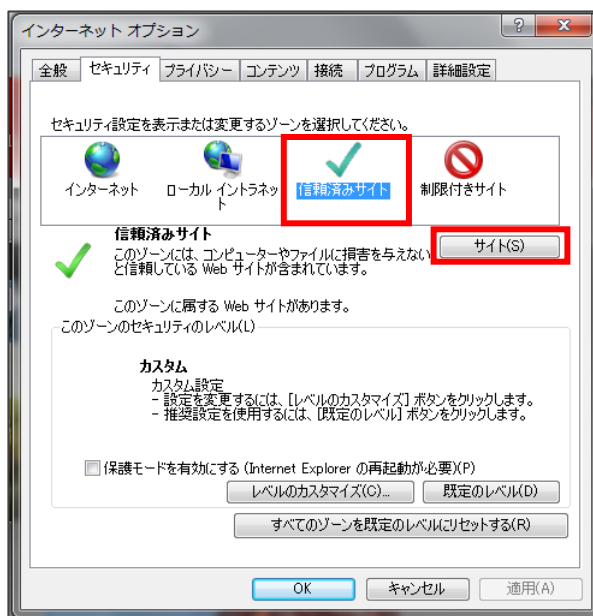 インターネット オプション
全般 セキュリティ プライバシー コンテンツ 接続 プログラム 詳細設定
セキュリティ設定を表示または変更するゾーンを選択してください。
インターネット
ローカル イントラネッ
ト
信頼済みサイト
制限付きサイト
信頼済みサイト
サイト(S)
このゾーンには、コンピューターやファイルに損害を与えない
と信頼している Web サイトが含まれています。
このゾーンに属する Web サイトがあります。
このゾーンのセキュリティのレベル(L)
カスタム
カスタム設定
- 設定を変更するには、[レベルのカスタマイズ] ボタンをクリックします。
- 推奨設定を使用するには、[既定のレベル] ボタンをクリックします。
保護モードを有効にする (Internet Explorer の再起動が必要)(P)
レベルのカスタマイズ(C)... 既定のレベル(D)
すべてのゾーンを既定のレベルにリセットする(R)
OK キャンセル 適用(A)